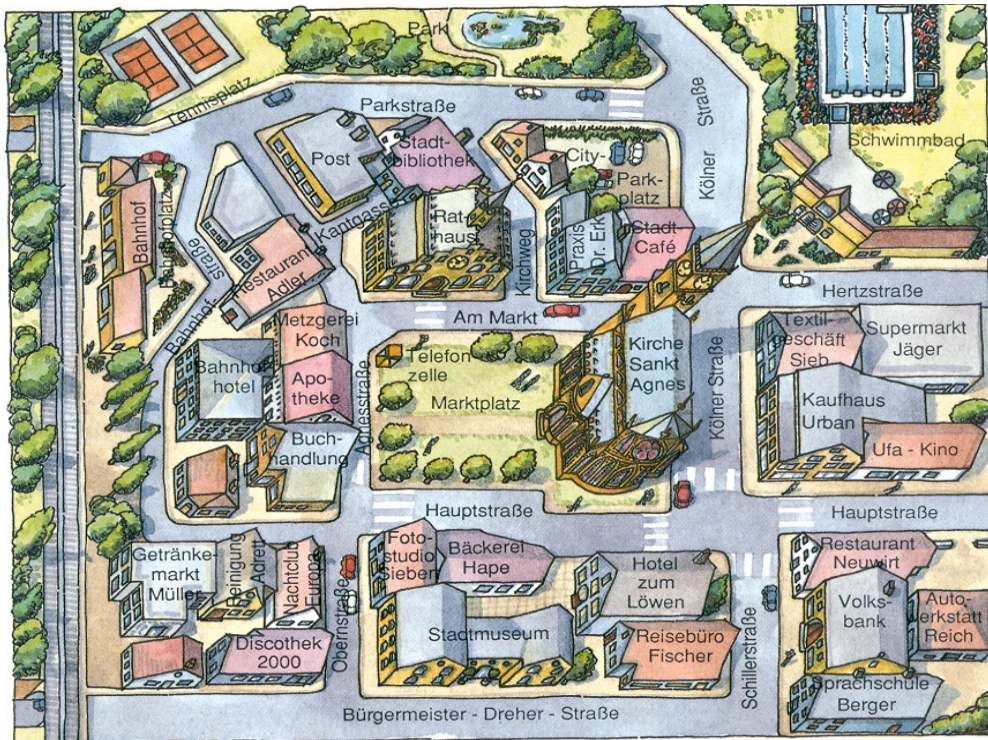 Park
Tennisplatz
Parkstraße
Kölner
Straße
Schwimmbad
Post
Stadt-
bibliothek
City-
Park-
platz
Bahnhof
Bahnhofplatz
Bahnhof-
straße
Kantgass
Rat-
haus
Kirchweg
Praxis
Dr. Erk
Stadt-
Café
Restaurant
Adler
Hertzstraße
Am Markt
Metzgerei
Koch
Telefon
zelle
Kirche
Sankt
Agnes
Textil-
geschäft
Sieb
Supermarkt
Jäger
Bahnhof
hotel
Apo-
theke
Agnesstraße
Marktplatz
Kölner Straße
Kaufhaus
Urban
Buch-
handlung
Ufa - Kino
Hauptstraße
Hauptstraße
Getränke-
markt
Müller
Reinigung
Adrett
Nachtclub
Europa
Foto-
studio
Sieben
Bäckerei
Hape
Hotel
zum
Löwen
Restaurant
Neuwirt
Volks-
bank
Auto-
werkstatt
Reich
Discothek
2000
Obernstraße
Stadtmuseum
Reisebüro
Fischer
Schillerstraße
Sprachschule
Berger
Bürgermeister - Dreher - Straße